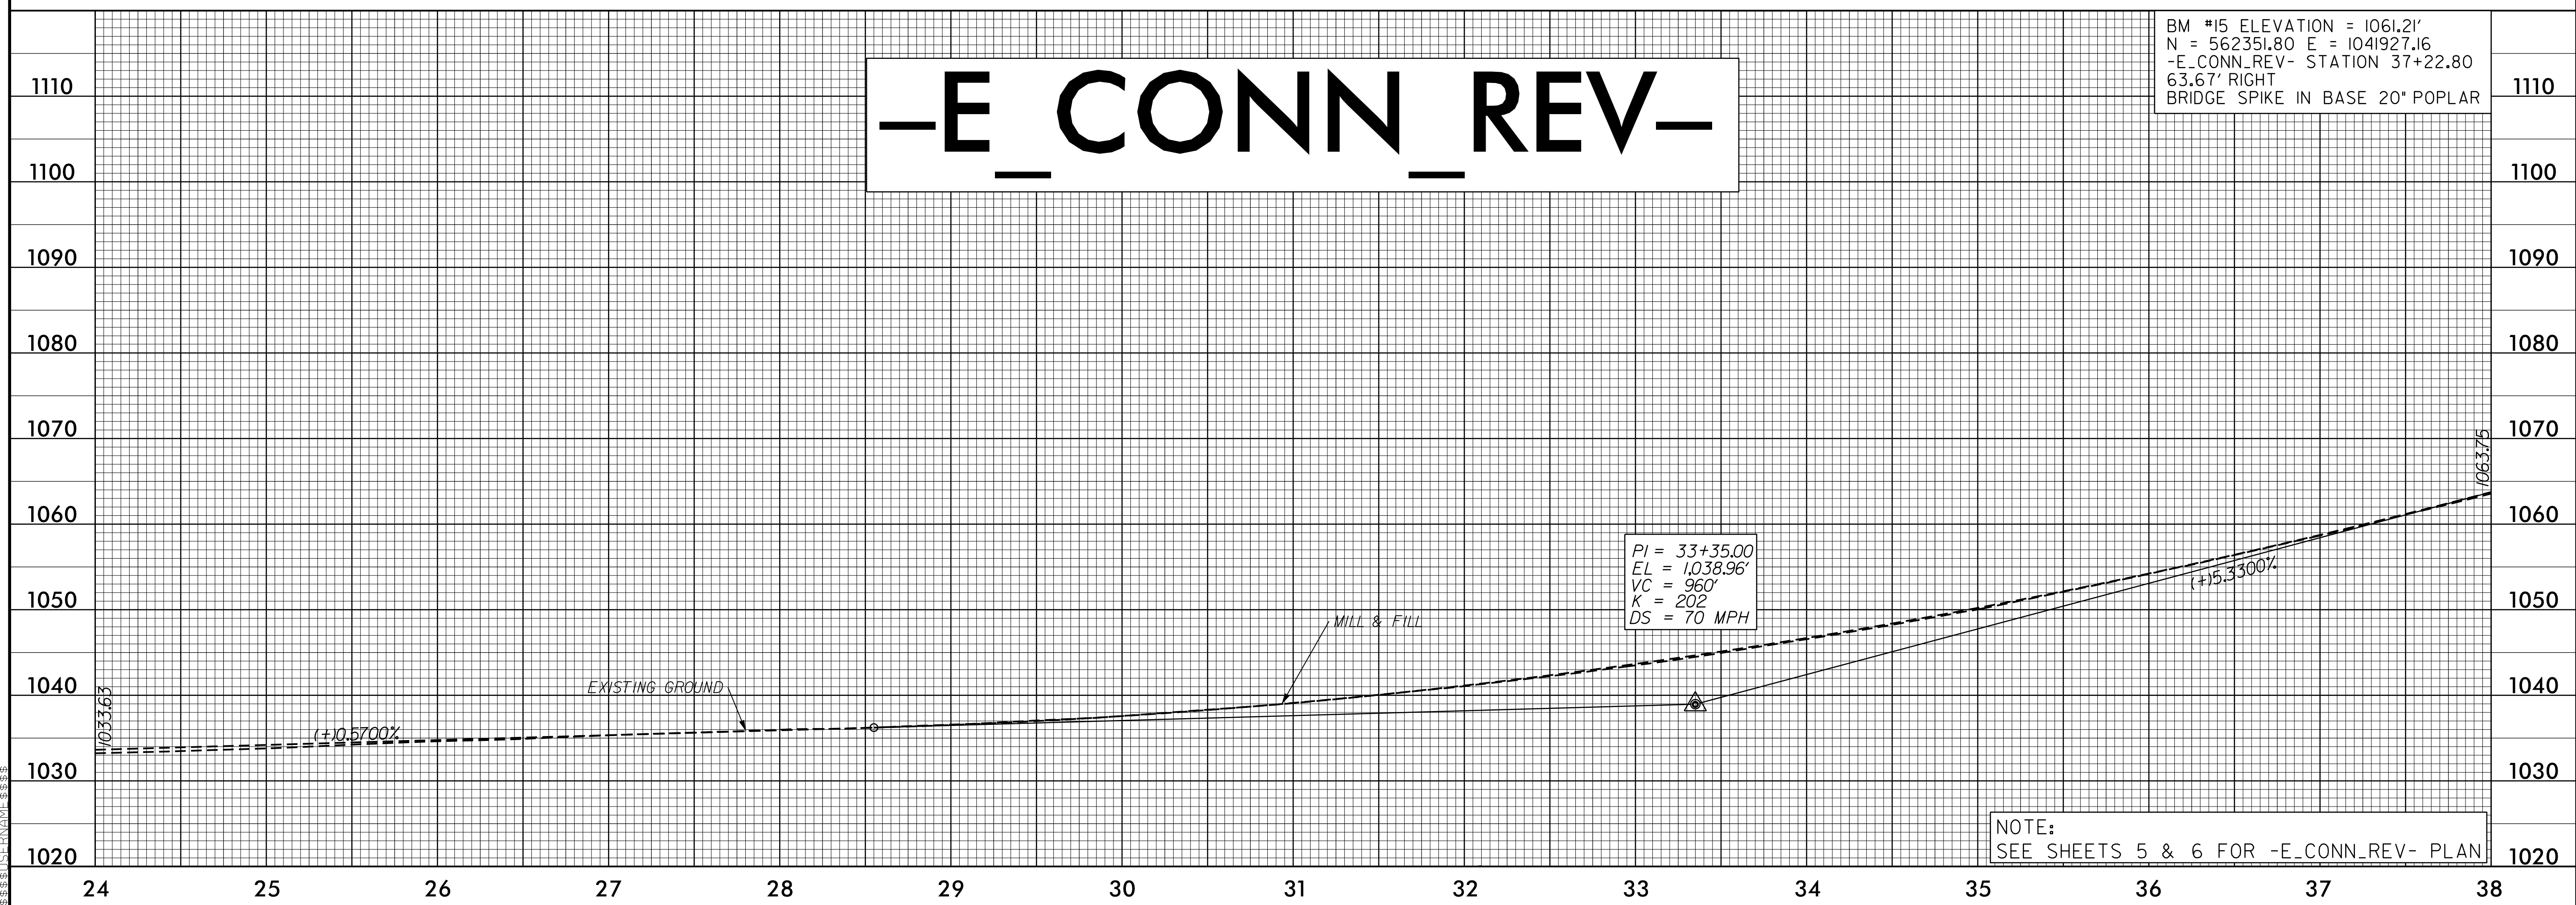 BM #15 ELEVATION = 1061.21'
N = 562351.80 E = 1041927.16
-E_CONN_REV- STATION 37+22.80
63.67' RIGHT
BRIDGE SPIKE IN BASE 20" POPLAR
-E_CONN_REV-
1110 1110
1100 1100
1090 1090
1080 1080
1070 1070
1063.75
1060 1060
PI = 33+35.00
EL = 1,038.96'
VC = 960'
K = 202
DS = 70 MPH
(+)5.3300%
1050 1050
MILL & FILL
EXISTING GROUND
1040 1040
1033.63
(+)0.5700%
1030 1030
$$$$USERNAME$$$$
NOTE:
SEE SHEETS 5 & 6 FOR -E_CONN_REV- PLAN
1020 1020
24 25 26 27 28 29 30 31 32 33 34 35 36 37 38